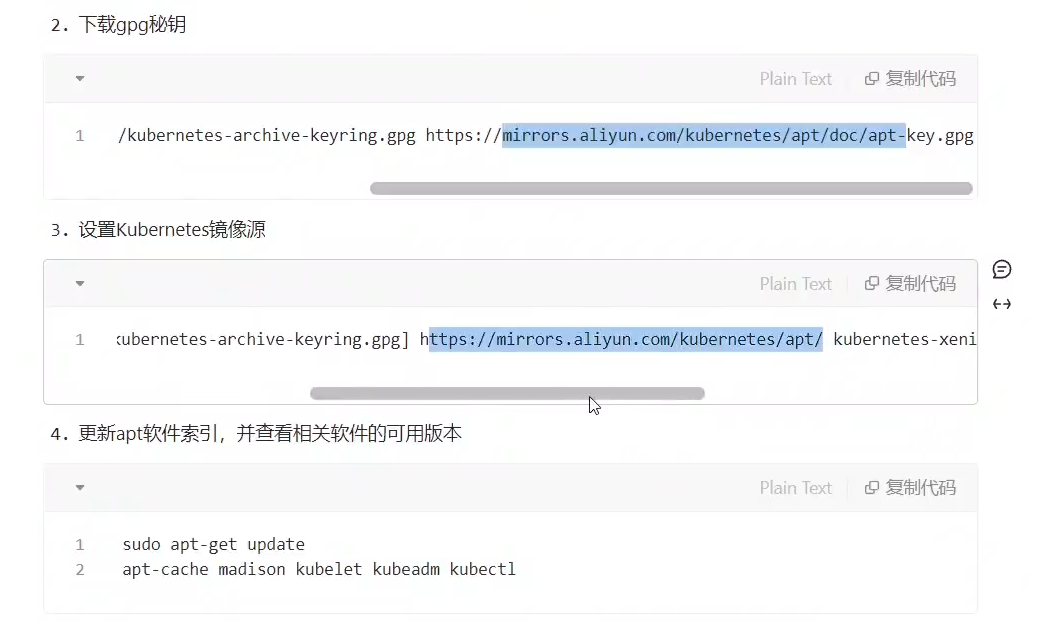 2. 下载gpg秘钥
Plain Text 复制代码
1 /kubernetes-archive-keyring.gpg https://mirrors.aliyun.com/kubernetes/apt/doc/apt-key.gpg
3. 设置Kubernetes镜像源
Plain Text 复制代码
1 kubernetes-archive-keyring.gpg] https://mirrors.aliyun.com/kubernetes/apt/ kubernetes-xeni
4. 更新apt软件索引，并查看相关软件的可用版本
Plain Text 复制代码
1 sudo apt-get update
2 apt-cache madison kubelet kubeadm kubectl